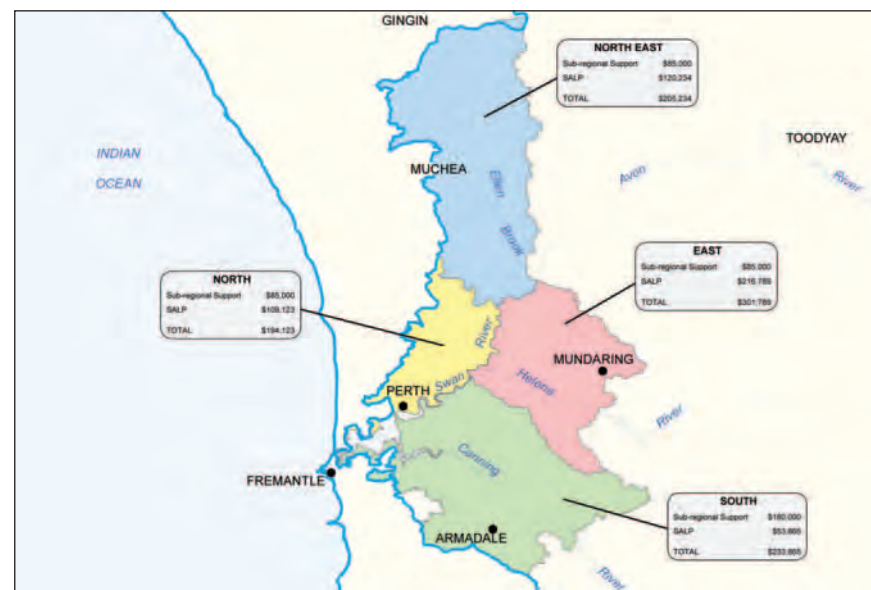 GINGIN
NORTH EAST
Sub-regional Support $85,000
SALP $120,234
TOTAL $205,234
INDIAN
OCEAN
TOODYAY
MUCHEA
Avon
River
Ellen
Brook
EAST
Sub-regional Support $85,000
SALP $216,789
TOTAL $301,789
NORTH
Sub-regional Support $85,000
SALP $109,123
TOTAL $194,123
River
MUNDARING
Swan
Helena
PERTH
River
Canning
FREMANTLE
SOUTH
Sub-regional Support $180,000
SALP $53,665
TOTAL $233,665
ARMADALE
River